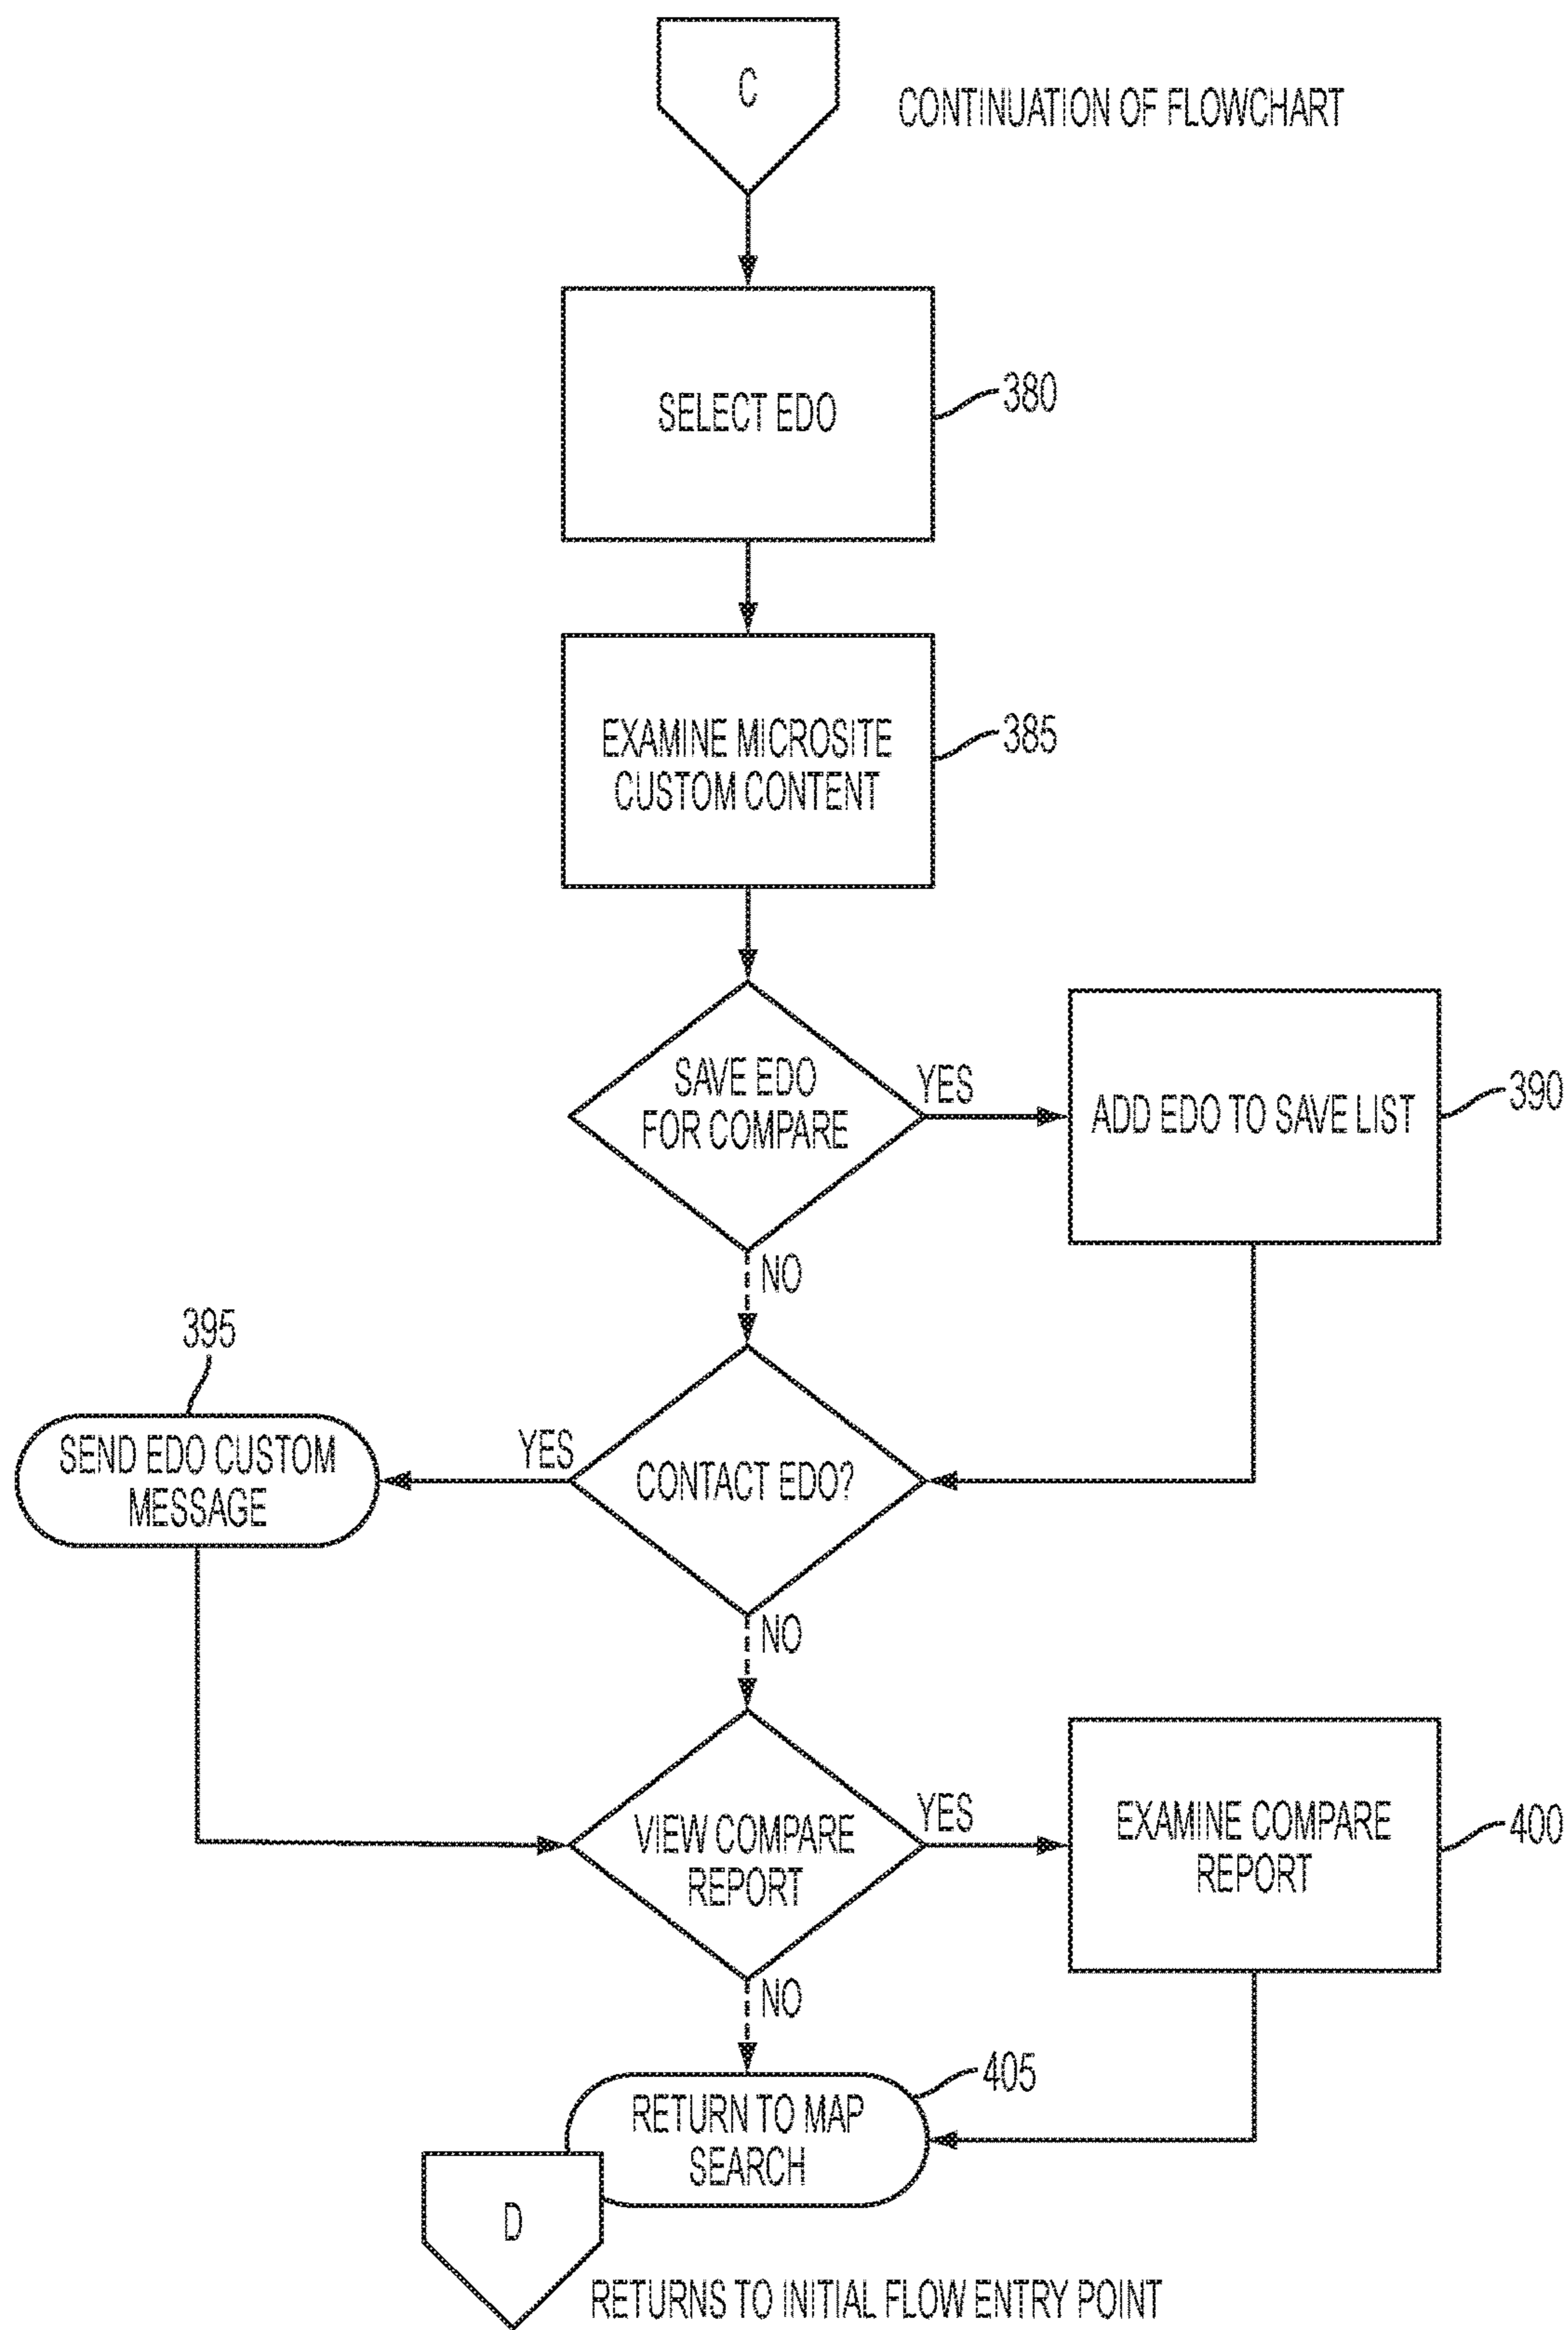 C
CONTINUATION OF FLOWCHART
SELECT EDO
380
EXAMINE MICROSITE
CUSTOM CONTENT
385
SAVE EDO
FOR COMPARE
YES
ADD EDO TO SAVE LIST
390
NO
395
SEND EDO CUSTOM
MESSAGE
YES
CONTACT EDO?
NO
VIEW COMPARE
REPORT
YES
EXAMINE COMPARE
REPORT
400
NO
405
RETURN TO MAP
SEARCH
D
RETURNS TO INITIAL FLOW ENTRY POINT